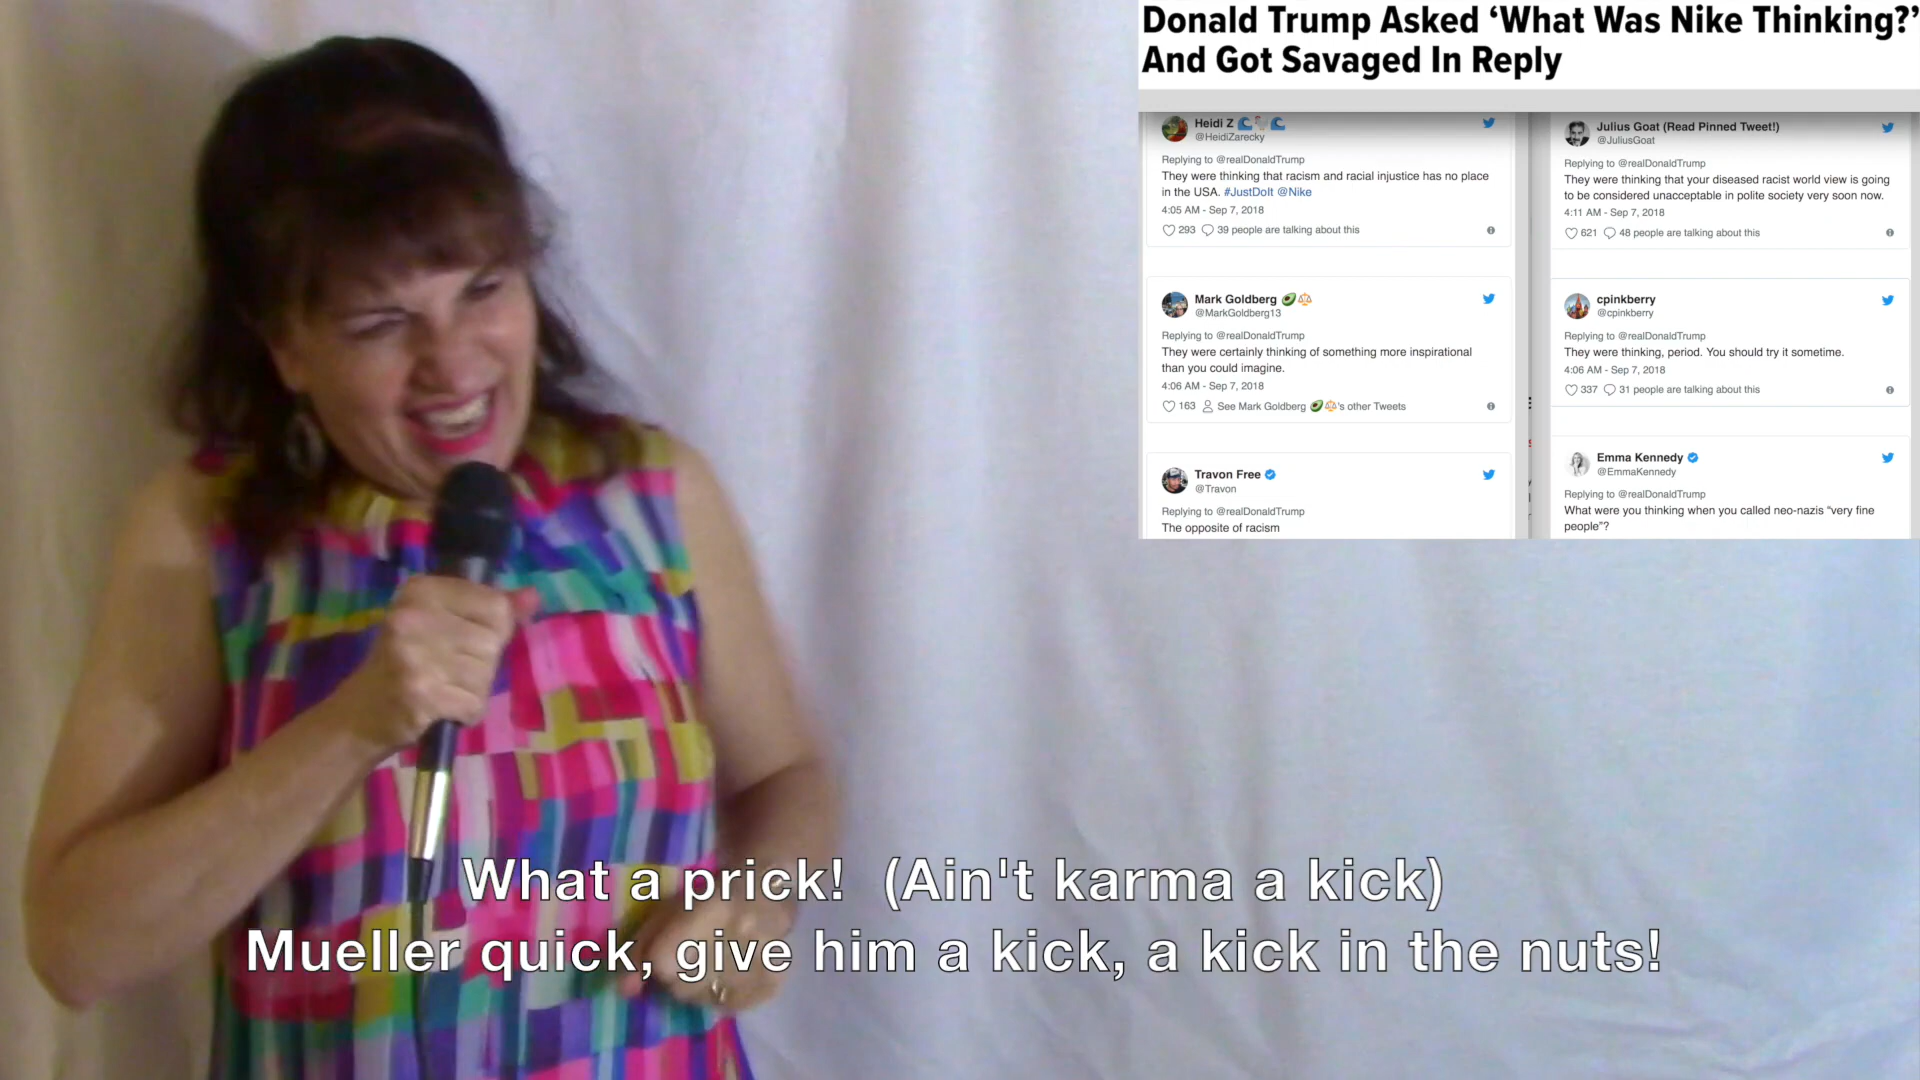 Donald Trump Asked ‘What Was Nike Thinking?’
And Got Savaged In Reply
Heidi Z
@HeidiZarecky
Replying to @realDonaldTrump
They were thinking that racism and racial injustice has no place
in the USA. #JustDoIt @Nike
4:05 AM - Sep 7, 2018
293 39 people are talking about this
Mark Goldberg 🥑⚖️
@MarkGoldberg13
Replying to @realDonaldTrump
They were certainly thinking of something more inspirational
than you could imagine.
4:06 AM - Sep 7, 2018
163 See Mark Goldberg 🥑⚖️'s other Tweets
Travon Free
@Travon
Replying to @realDonaldTrump
The opposite of racism
Julius Goat (Read Pinned Tweet!)
@JuliusGoat
Replying to @realDonaldTrump
They were thinking that your diseased racist world view is going
to be considered unacceptable in polite society very soon now.
4:11 AM - Sep 7, 2018
621 48 people are talking about this
cpinkberry
@cpinkberry
Replying to @realDonaldTrump
They were thinking, period. You should try it sometime.
4:06 AM - Sep 7, 2018
337 31 people are talking about this
Emma Kennedy
@EmmaKennedy
Replying to @realDonaldTrump
What were you thinking when you called neo-nazis “very fine
people”?
What a prick! (Ain't karma a kick)
Mueller quick, give him a kick, a kick in the nuts!